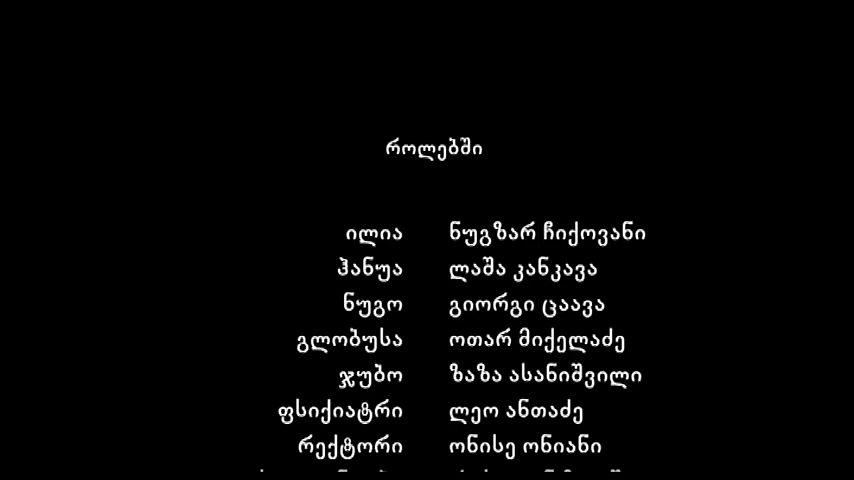 როლებში
ილია ნუგზარ ჩიქოვანი
ჰანუა ლაშა კანკავა
ნუგო გიორგი ცაავა
გლობუსა ოთარ მიქელაძე
ჯუბო ზაზა ასანიშვილი
ფსიქიატრი ლეო ანთაძე
რექტორი ონისე ონიანი